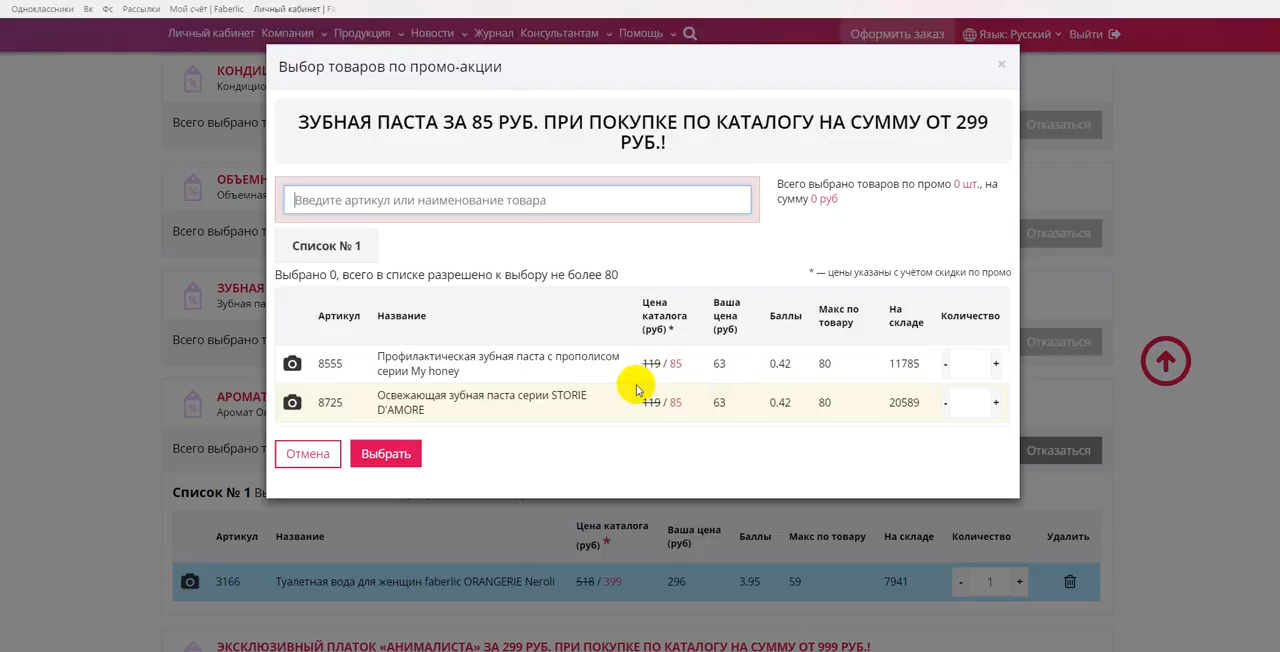 Одноклассники Вк Фс Рассылки Мой счёт | Faberlic Личный кабинет | Fa
Личный кабинет Компания Продукция Новости Журнал Консультантам Помощь Оформить заказ Язык: Русский Выйти
Выбор товаров по промо-акции ×
КОНДИЦ
Кондицио
ЗУБНАЯ ПАСТА ЗА 85 РУБ. ПРИ ПОКУПКЕ ПО КАТАЛОГУ НА СУММУ ОТ 299
РУБ.!
Всего выбрано т
Отказаться
ОБЪЕМН
Объемная
Введите артикул или наименование товара
Всего выбрано товаров по промо 0 шт., на
сумму 0 руб
Всего выбрано т
Отказаться
Список № 1
Выбрано 0, всего в списке разрешено к выбору не более 80
* — цены указаны с учётом скидки по промо
ЗУБНАЯ
Зубная па
Артикул Название Цена каталога (руб) * Ваша цена (руб) Баллы Макс по товару На складе Количество
Всего выбрано т
Отказаться
8555 Профилактическая зубная паста с прополисом серии My honey 119 / 85 63 0.42 80 11785 - +
8725 Освежающая зубная паста серии STORIE D'AMORE 119 / 85 63 0.42 80 20589 - +
АРОМАТ
Аромат Ог
Всего выбрано т
Отказаться
Отмена Выбрать
Список № 1 Вы
Артикул Название Цена каталога (руб) * Ваша цена (руб) Баллы Макс по товару На складе Количество Удалить
3166 Туалетная вода для женщин faberlic ORANGERIE Neroli 518 / 399 296 3.95 59 7941 - 1 +
ЭКСКЛЮЗИВНЫЙ ПЛАТОК «АНИМАЛИСТА» ЗА 299 РУБ. ПРИ ПОКУПКЕ ПО КАТАЛОГУ НА СУММУ ОТ 999 РУБ.!